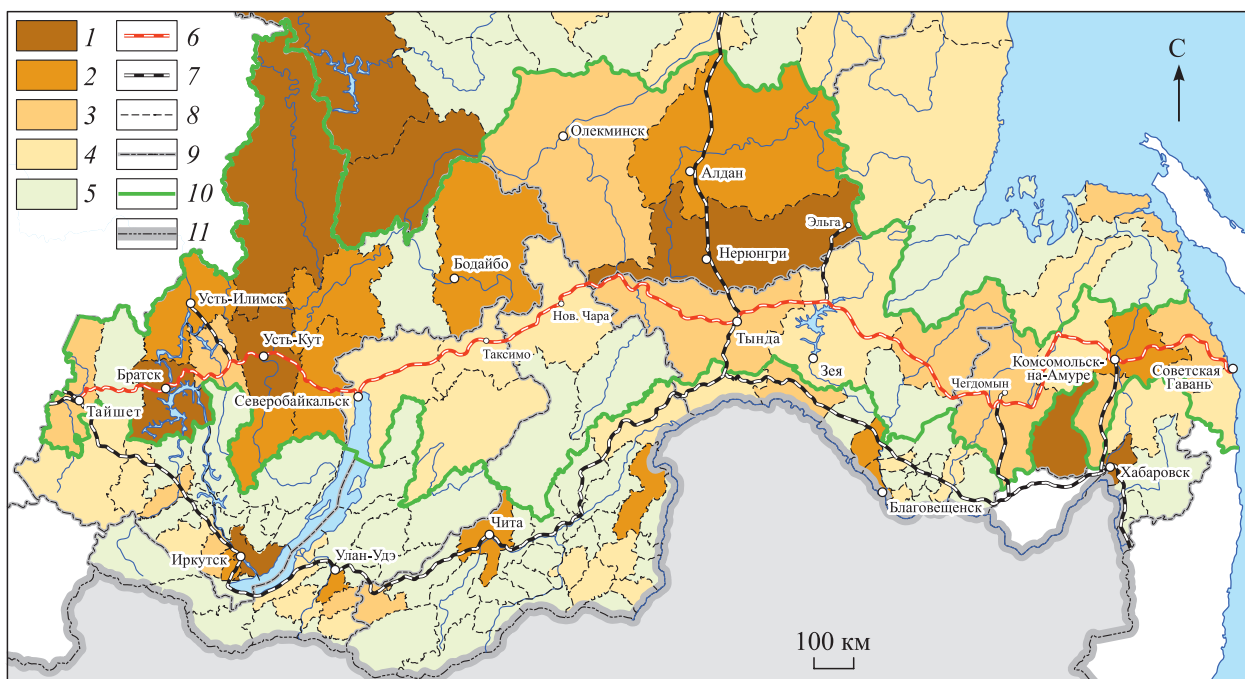 1
2
3
4
5
6
7
8
9
10
11
С
Олекминск
Алдан
Эльга
Нерюнгри
Бодайбо
Усть-Илимск
Нов. Чара
Усть-Кут
Таксимо
Тында
Зея
Братск
Тайшет
Северобайкальск
Чегдомын
Комсомольск-
на-Амуре
Советская
Гавань
Хабаровск
Благовещенск
Чита
Иркутск
Улан-Удэ
100 км